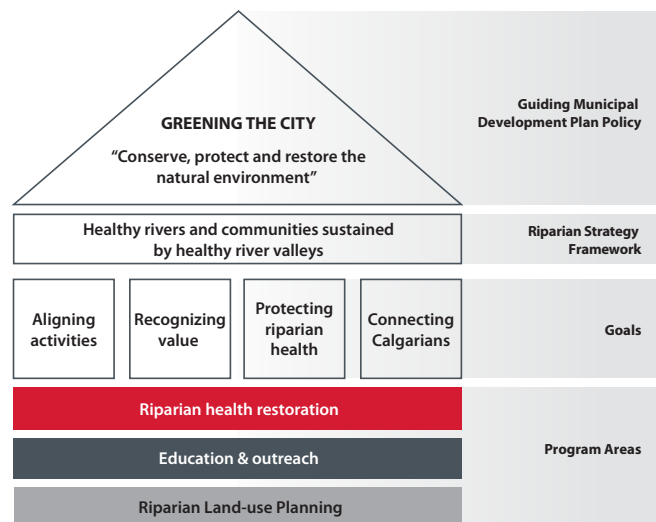 GREENING THE CITY
“Conserve, protect and restore the
natural environment”
Guiding Municipal
Development Plan Policy
Healthy rivers and communities sustained
by healthy river valleys
Riparian Strategy
Framework
Aligning
activities
Recognizing
value
Protecting
riparian
health
Connecting
Calgarians
Goals
Riparian health restoration
Education & outreach
Riparian Land-use Planning
Program Areas